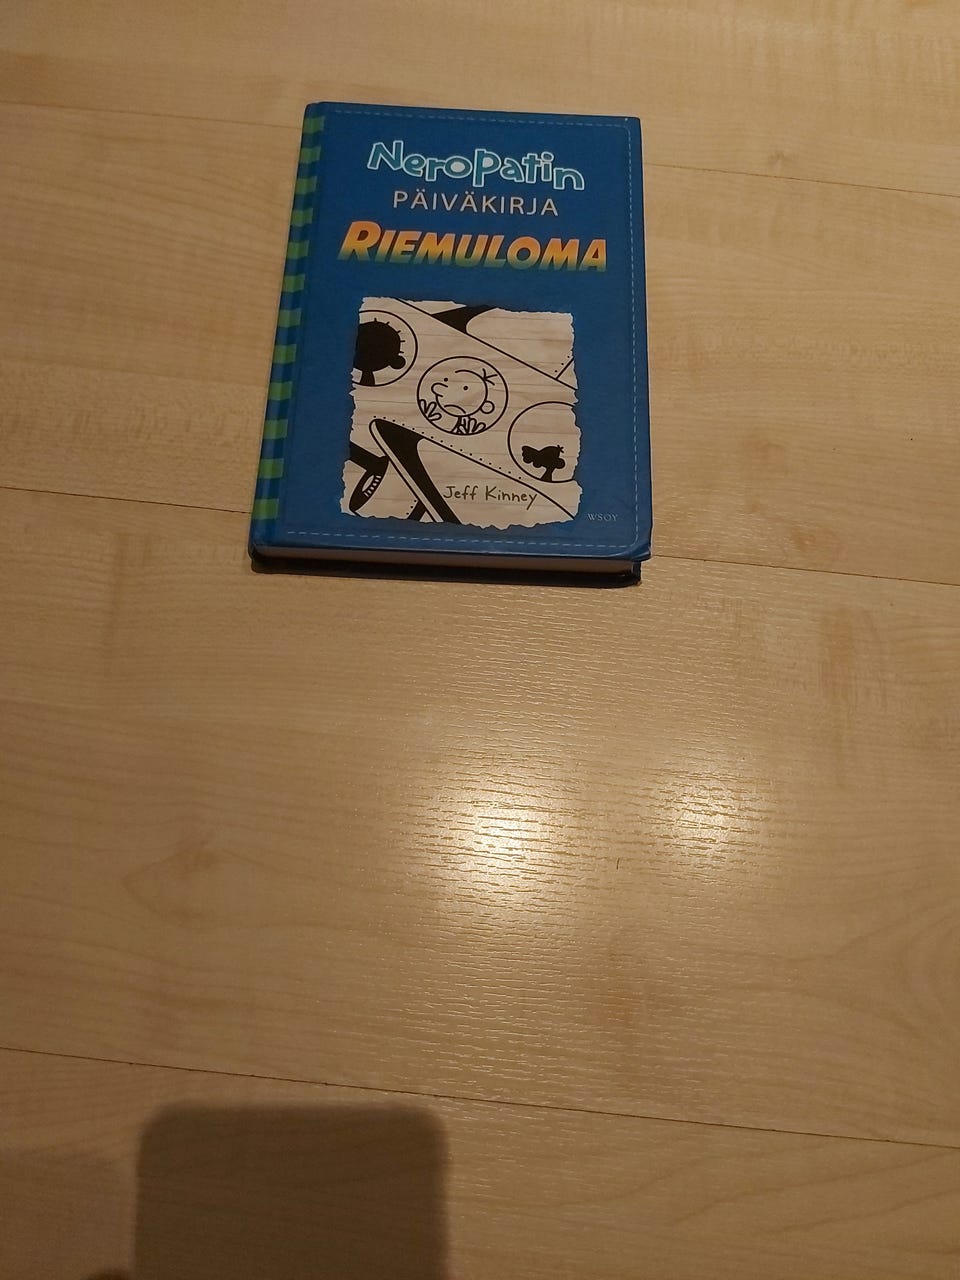 Neropatin
PÄIVÄKIRJA
RIEMULOMA
Jeff Kinney
WSOY